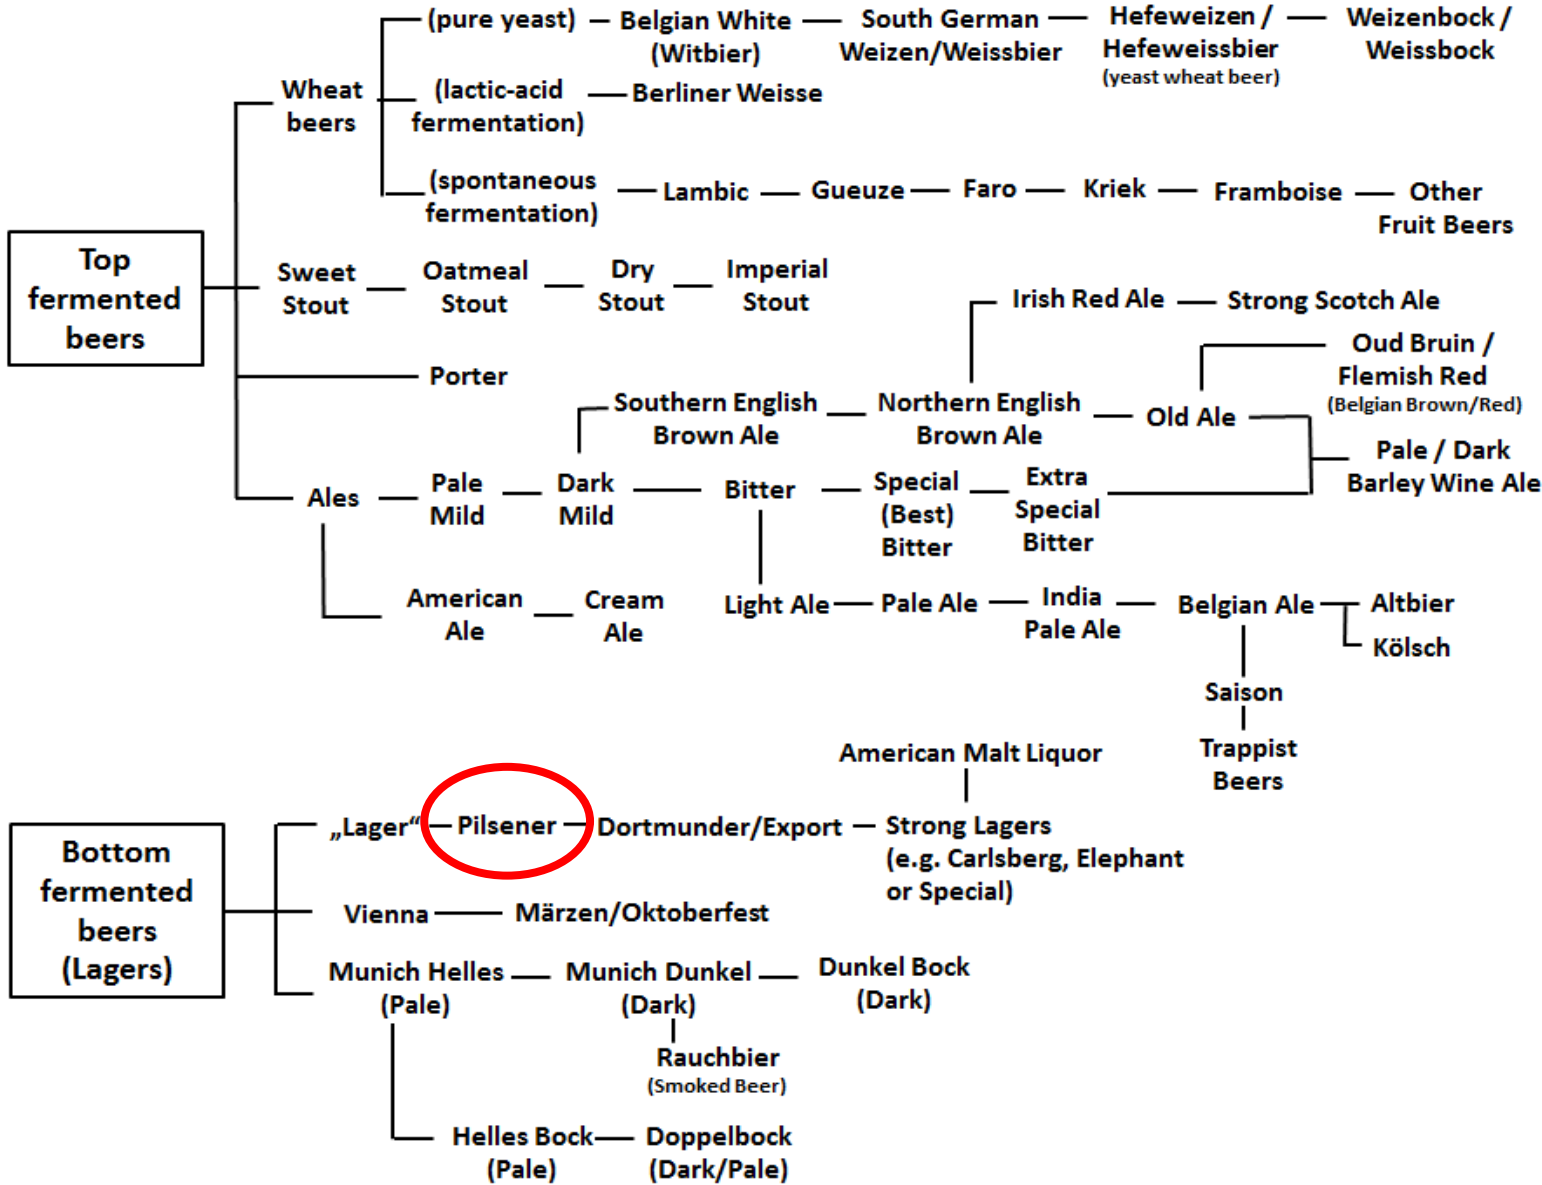 (pure yeast)
Belgian White
(Witbier)
South German
Weizen/Weissbier
Hefeweizen /
Hefeweissbier
(yeast wheat beer)
Weizenbock /
Weissbock
Wheat
beers
(lactic-acid
fermentation)
Berliner Weisse
(spontaneous
fermentation)
Lambic
Gueuze
Faro
Kriek
Framboise
Other
Fruit Beers
Top
fermented
beers
Sweet
Stout
Oatmeal
Stout
Dry
Stout
Imperial
Stout
Irish Red Ale
Strong Scotch Ale
Oud Bruin /
Flemish Red
(Belgian Brown/Red)
Porter
Southern English
Brown Ale
Northern English
Brown Ale
Old Ale
Pale / Dark
Barley Wine Ale
Ales
Pale
Mild
Dark
Mild
Bitter
Special
(Best)
Bitter
Extra
Special
Bitter
American
Ale
Cream
Ale
Light Ale
Pale Ale
India
Pale Ale
Belgian Ale
Altbier
Kölsch
Saison
Trappist
Beers
American Malt Liquor
Bottom
fermented
beers
(Lagers)
„Lager“
Pilsener
Dortmunder/Export
Strong Lagers
(e.g. Carlsberg, Elephant
or Special)
Vienna
Märzen/Oktoberfest
Munich Helles
(Pale)
Munich Dunkel
(Dark)
Dunkel Bock
(Dark)
Rauchbier
(Smoked Beer)
Helles Bock
(Pale)
Doppelbock
(Dark/Pale)